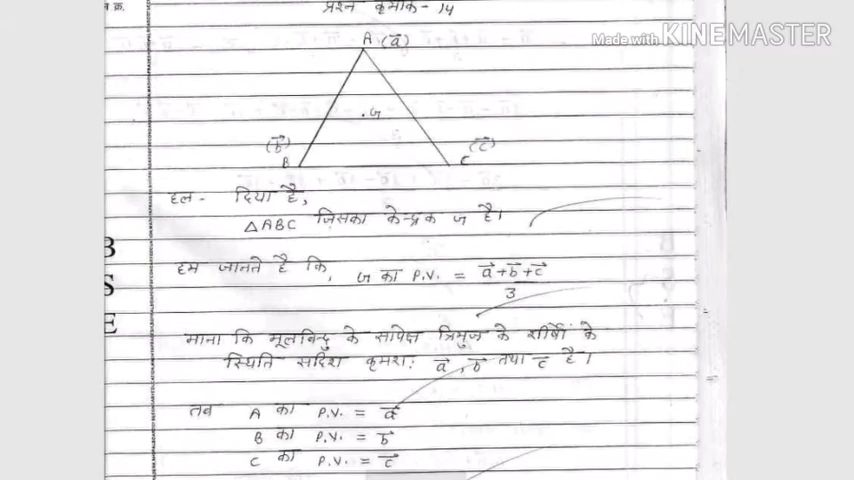 न क्र.
प्रश्न क्रमांक- 14
Made with KINEMASTER
A (a⃗)
. G
(b⃗) (c⃗)
B C
हल - दिया है,
△ABC जिसका केन्द्रक G है।
हम जानते है कि, G का P.V. = a⃗+b⃗+c⃗
3
माना कि मूलबिन्दु के सापेक्ष त्रिभुज के शीर्षों के
स्थिति सदिश क्रमशः a⃗, b⃗ तथा c⃗ है।
तब A का P.V. = a⃗
B का P.V. = b⃗
C का P.V. = c⃗
B
S
E